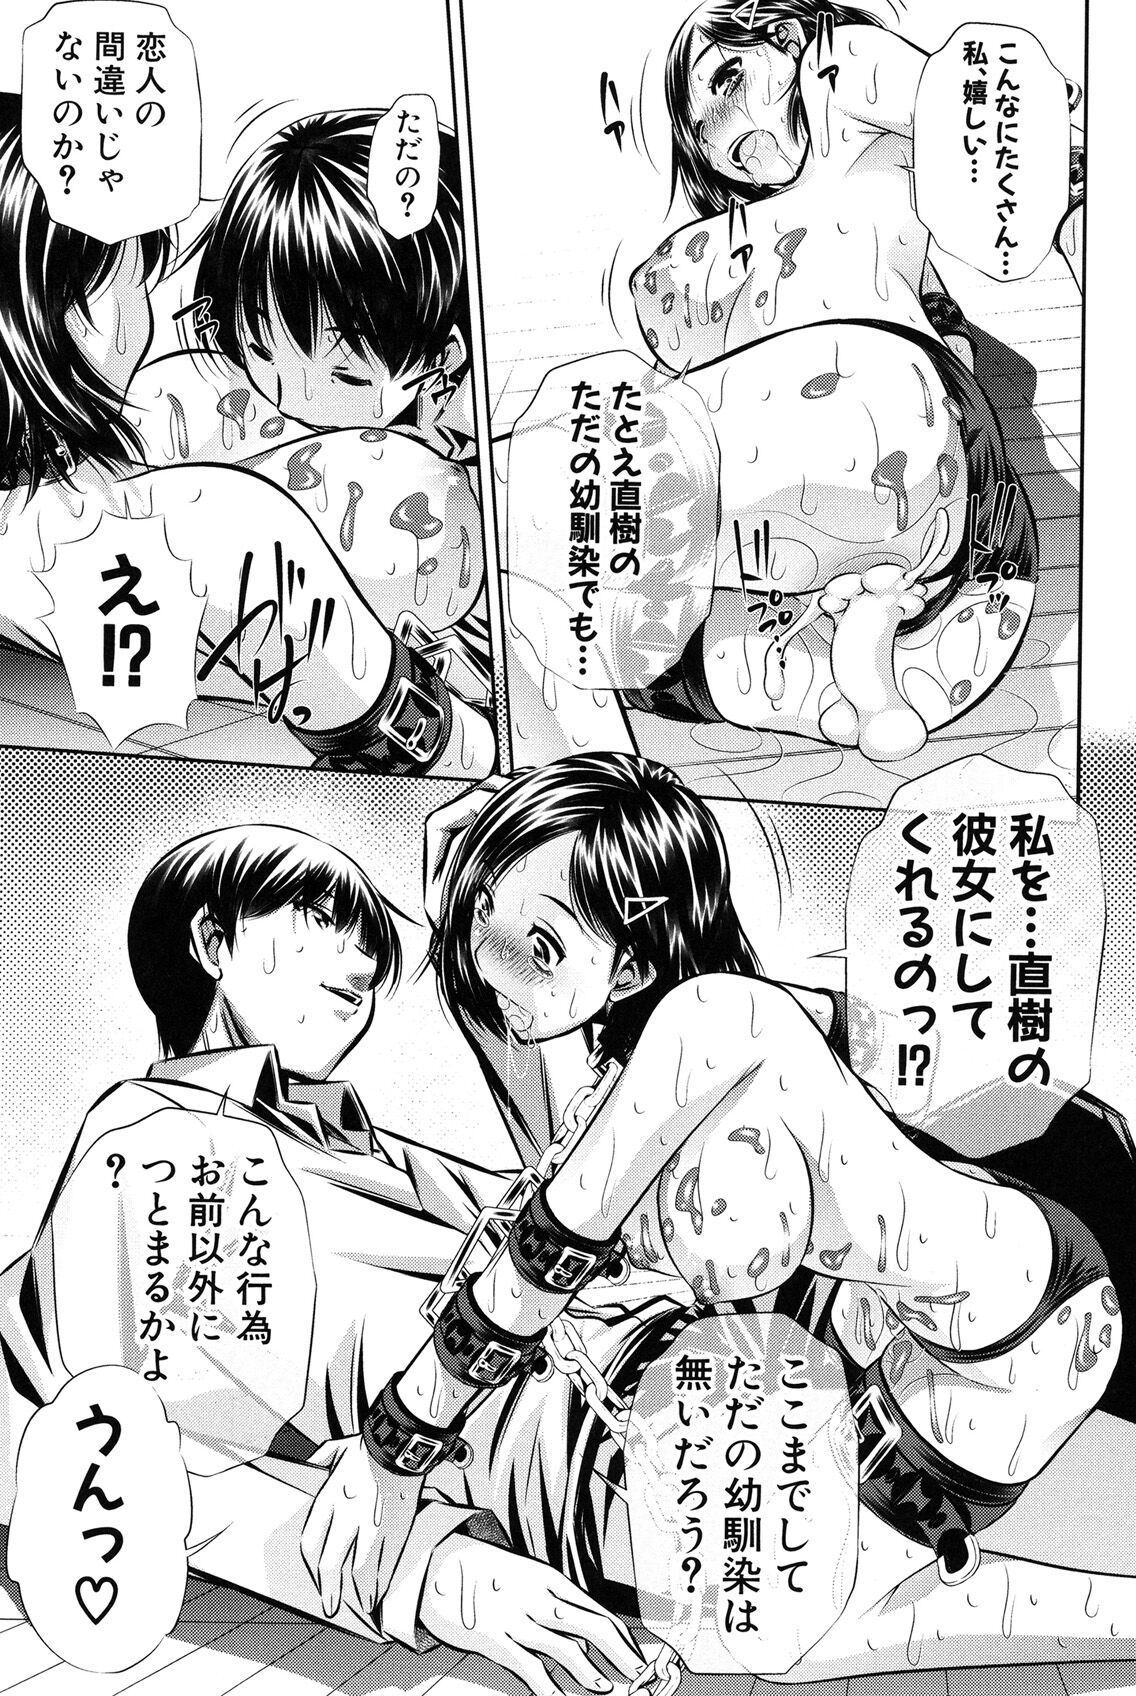 こんなにたくさん…
私、嬉しい…
たとえ直樹の
ただの幼馴染でも…
ただの?
恋人の
間違いじゃ
ないのか?
え!?
私を…直樹の
彼女にして
くれるのっ!?
ここまでして
ただの幼馴染は
無いだろう?
こんな行為
お前以外に
つとまるかよ
?
うんっ♡